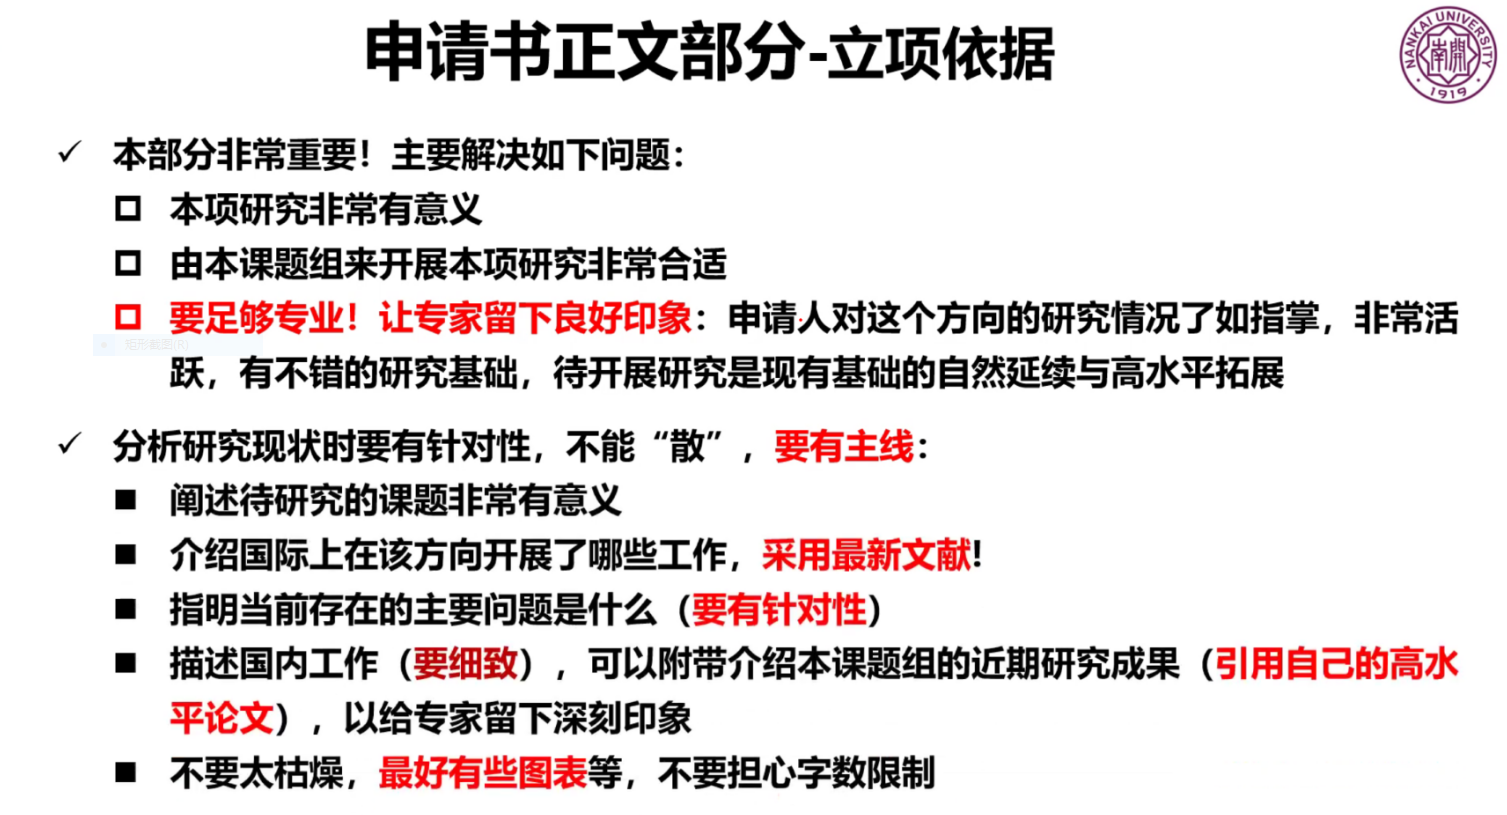 申请书正文部分-立项依据
NANKAI UNIVERSITY
南開
1919
本部分非常重要！主要解决如下问题：
本项研究非常有意义
由本课题组来开展本项研究非常合适
要足够专业！让专家留下良好印象：申请人对这个方向的研究情况了如指掌，非常活
矩形截图(R)
跃，有不错的研究基础，待开展研究是现有基础的自然延续与高水平拓展
分析研究现状时要有针对性，不能“散”，要有主线：
阐述待研究的课题非常有意义
介绍国际上在该方向开展了哪些工作，采用最新文献!
指明当前存在的主要问题是什么（要有针对性）
描述国内工作（要细致），可以附带介绍本课题组的近期研究成果（引用自己的高水
平论文），以给专家留下深刻印象
不要太枯燥，最好有些图表等，不要担心字数限制